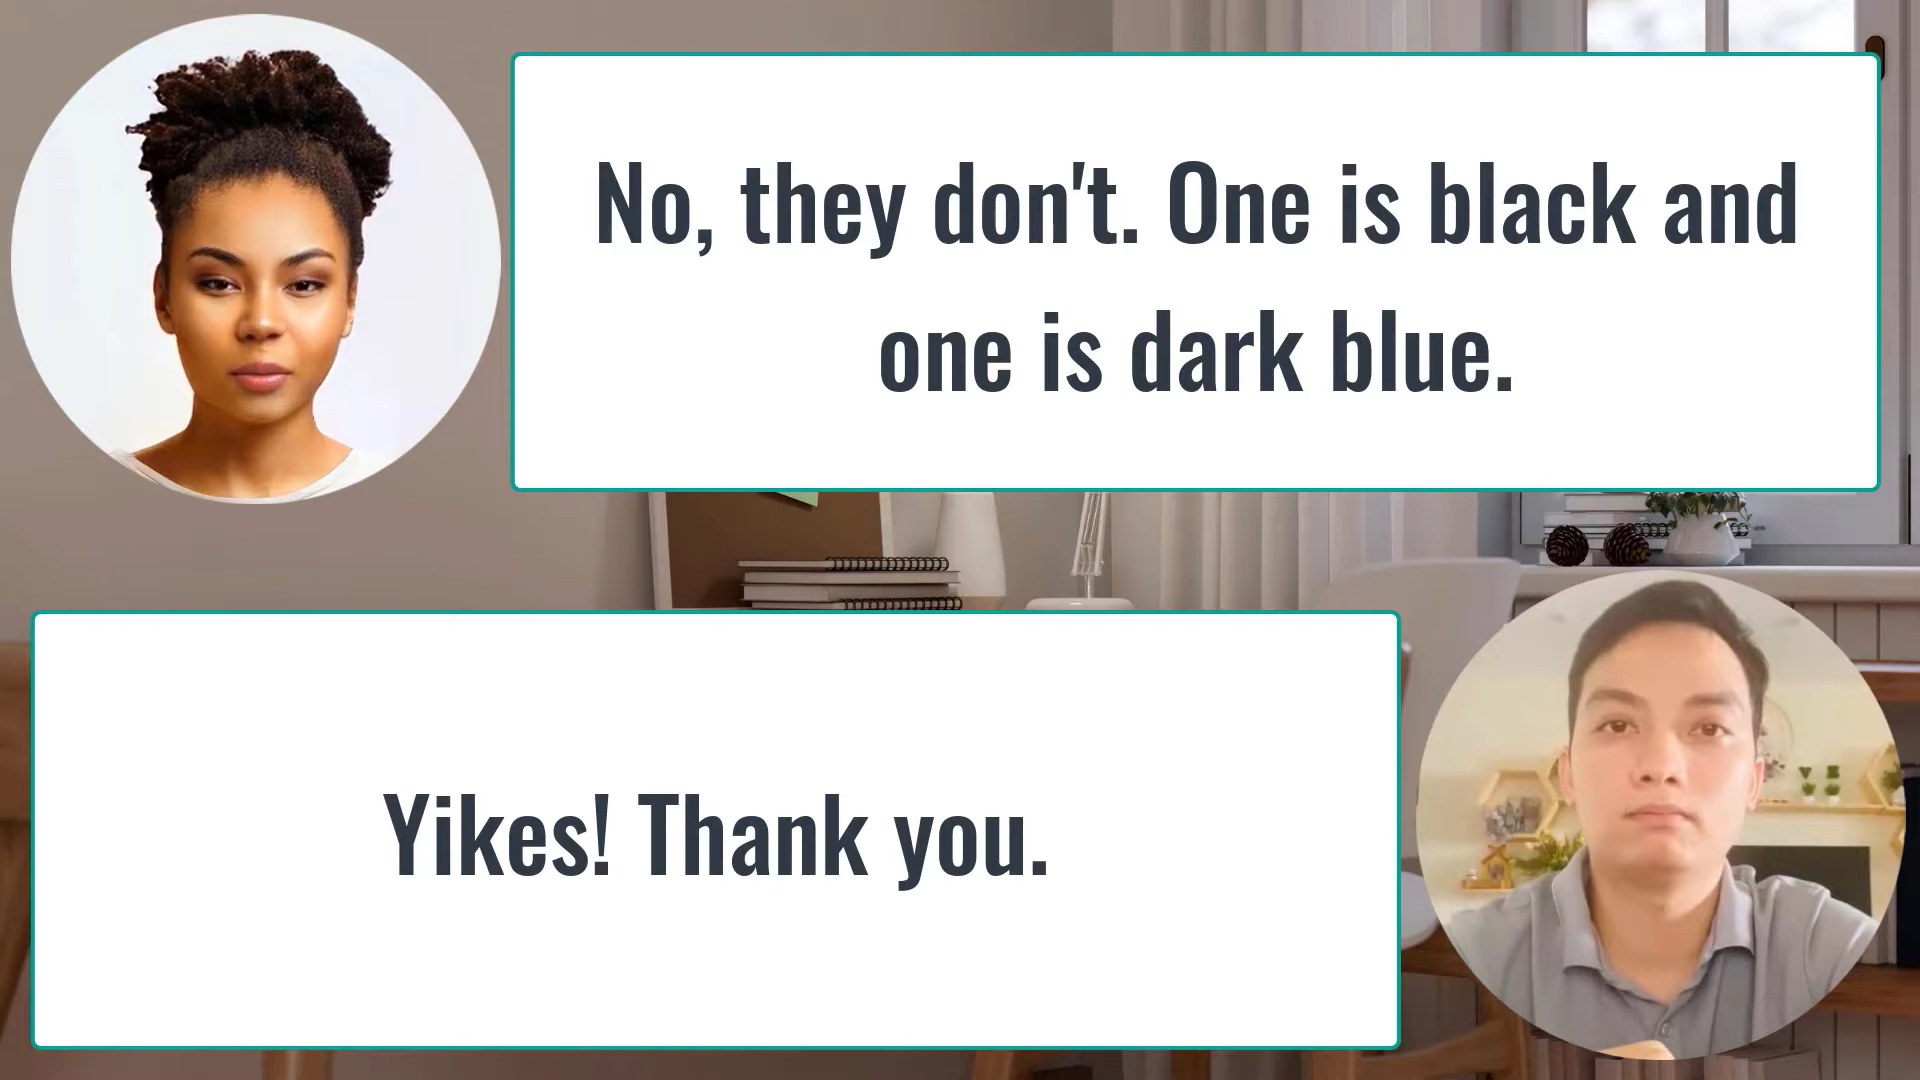 No, they don't. One is black and
one is dark blue.
Yikes! Thank you.